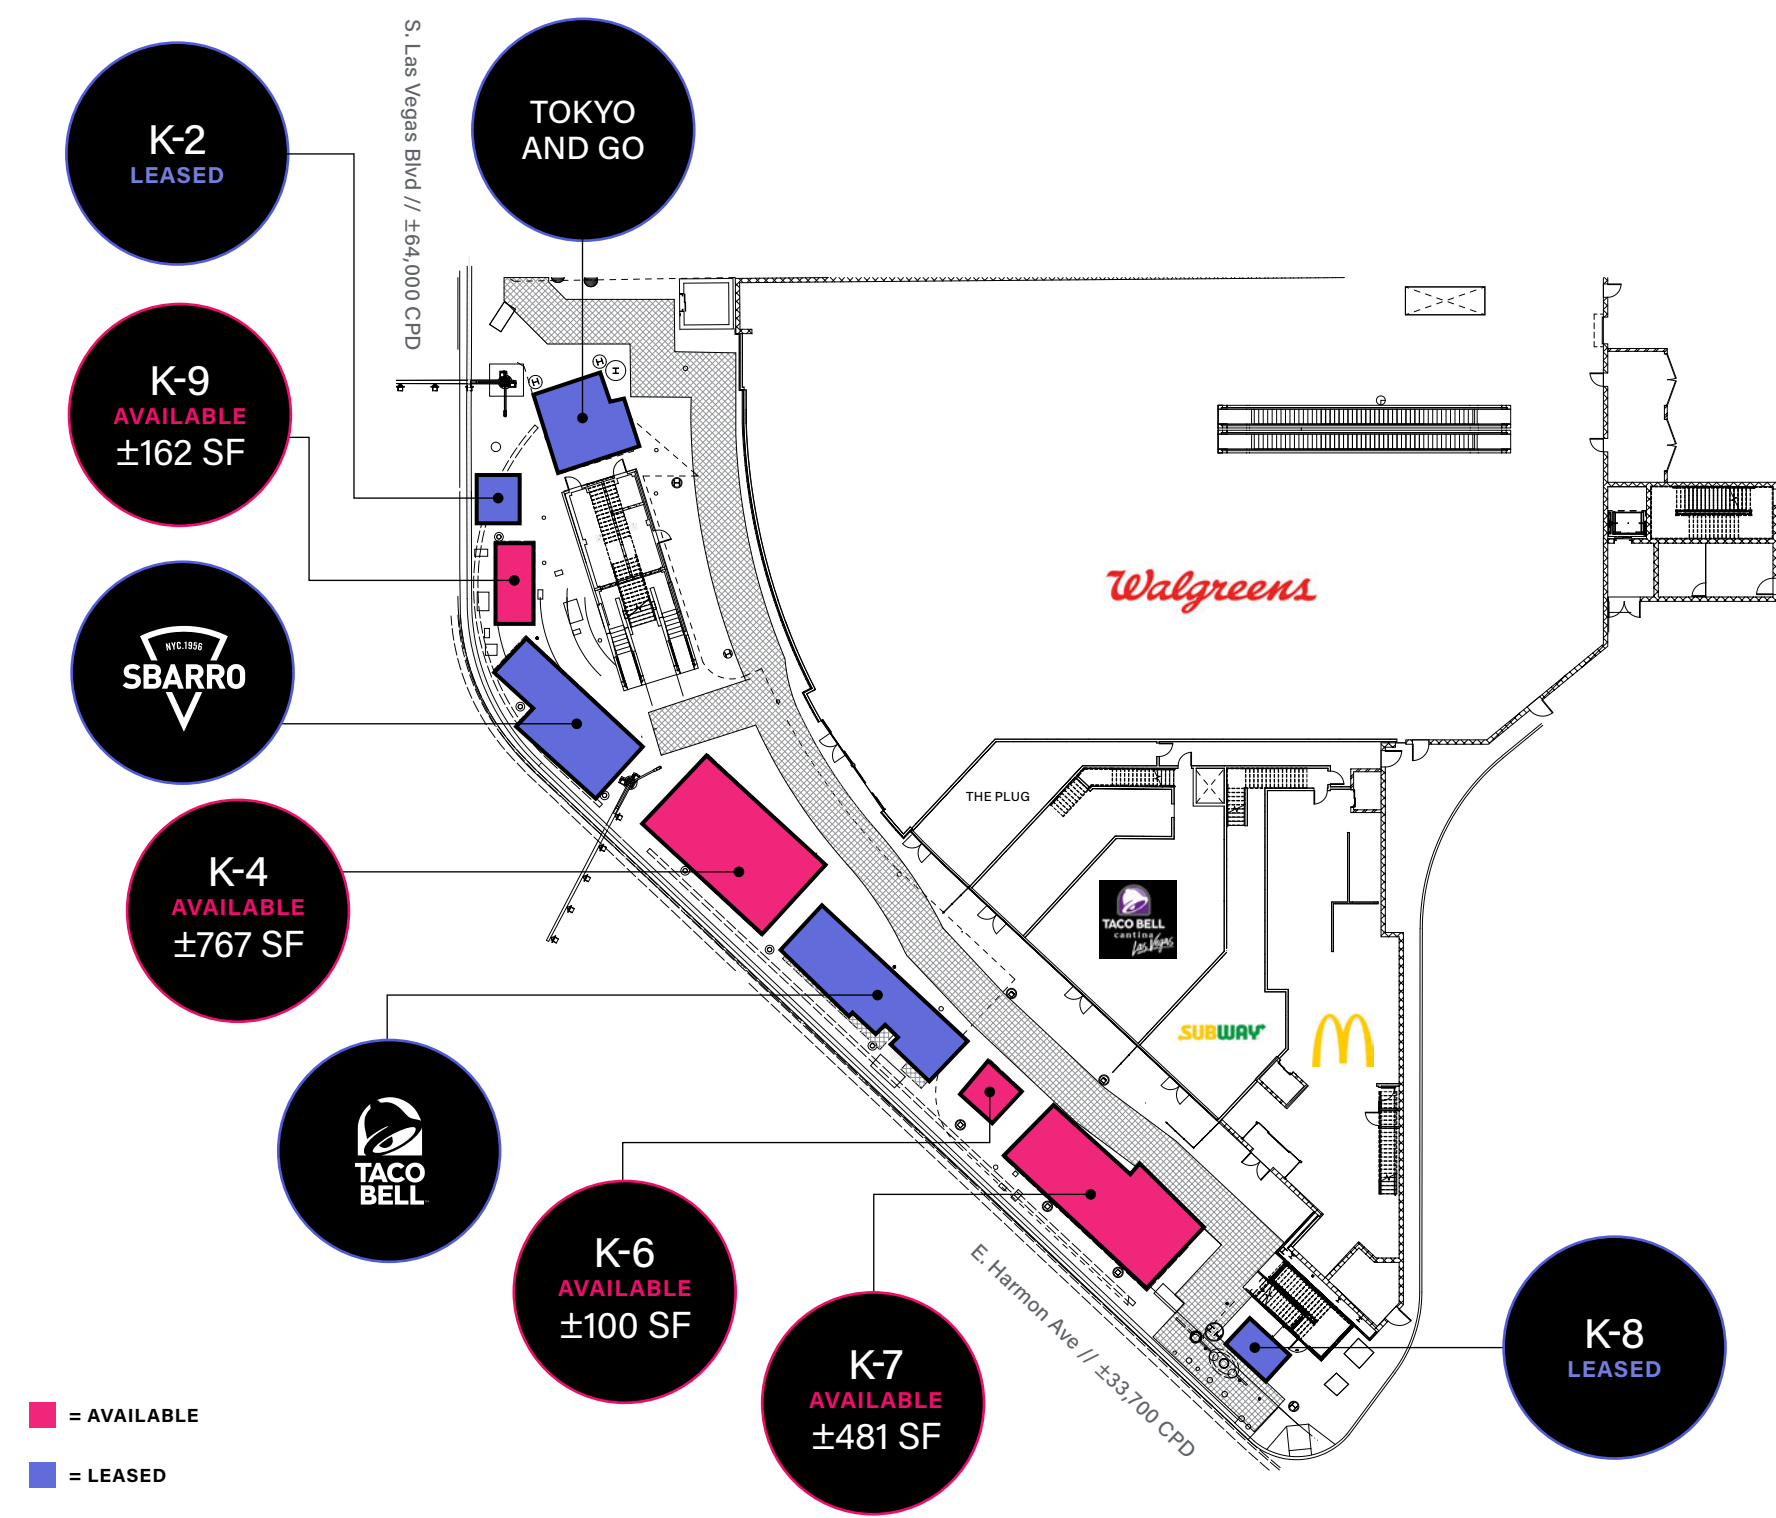 S. Las Vegas Blvd // ±64,000 CPD
K-2
LEASED
TOKYO
AND GO
K-9
AVAILABLE
±162 SF
NYC.1956
SBARRO
K-4
AVAILABLE
±767 SF
TACO
BELL
K-6
AVAILABLE
±100 SF
K-7
AVAILABLE
±481 SF
K-8
LEASED
Walgreens
THE PLUG
TACO BELL
cantina
Las Vegas
SUBWAY
E. Harmon Ave // ±33,700 CPD
= AVAILABLE
= LEASED